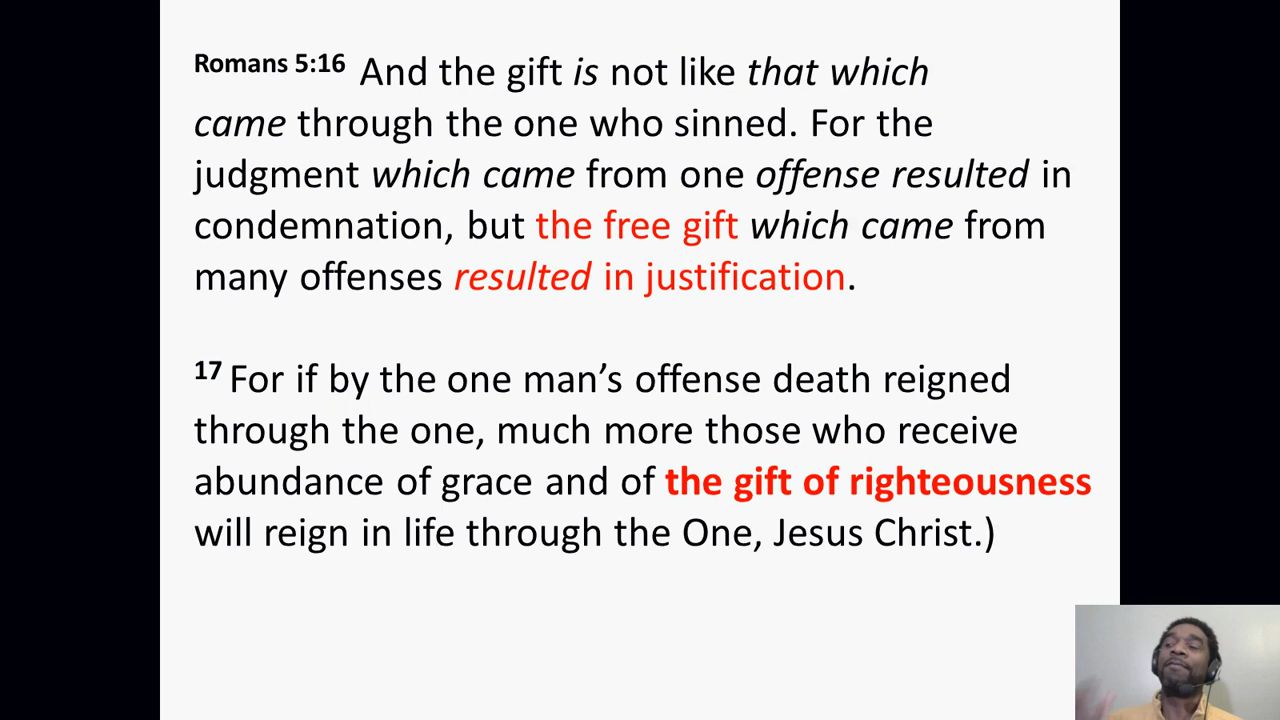 Romans 5:16 And the gift is not like that which
came through the one who sinned. For the
judgment which came from one offense resulted in
condemnation, but the free gift which came from
many offenses resulted in justification.
17 For if by the one man’s offense death reigned
through the one, much more those who receive
abundance of grace and of the gift of righteousness
will reign in life through the One, Jesus Christ.)